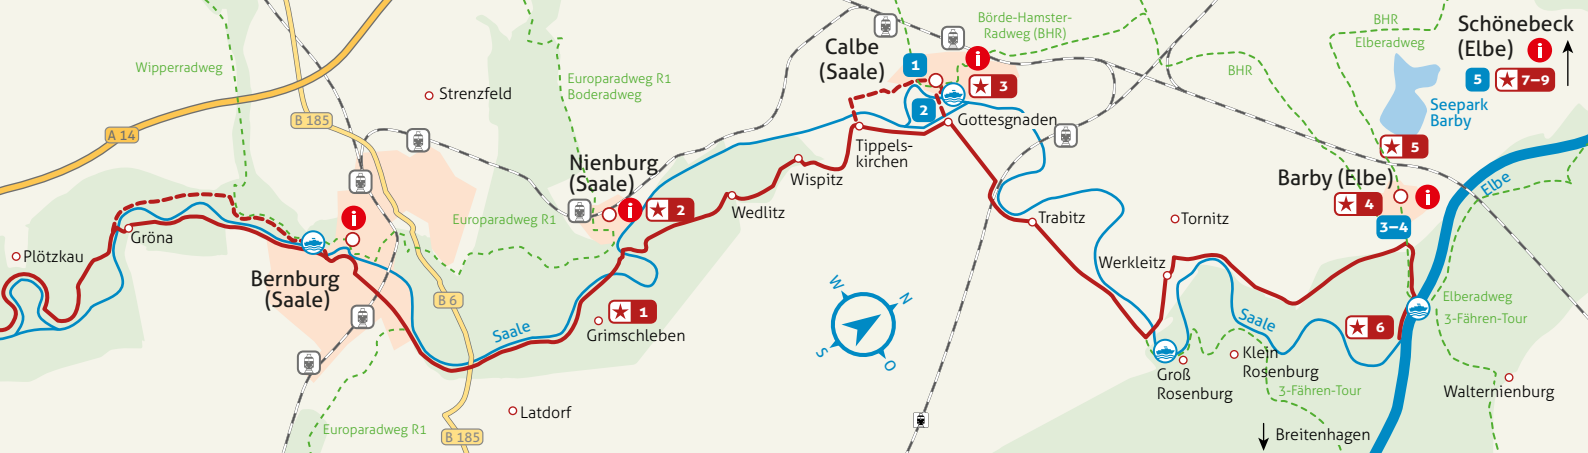 Wipperradweg
A 14
B 185
Strenzfeld
Europaradweg R1
Boderadweg
Nienburg
(Saale)
i
2
Europaradweg R1
Plötzkau
Gröna
i
Bernburg
(Saale)
B 6
Saale
1
Grimschleben
Latdorf
Europaradweg R1
B 185
Calbe
(Saale)
1
i
3
2
Börde-Hamster-
Radweg (BHR)
Gottesgnaden
Tippels-
kirchen
Wispitz
Wedlitz
W
N
S
O
BHR
BHR
Elberadweg
Schönebeck
(Elbe)
i
5
7–9
Seepark
Barby
5
Barby (Elbe)
4
i
3–4
Elbe
Trabitz
Tornitz
Werkleitz
Saale
6
Elberadweg
3-Fähren-Tour
Groß
Rosenburg
Klein
Rosenburg
3-Fähren-Tour
Walternienburg
Breitenhagen